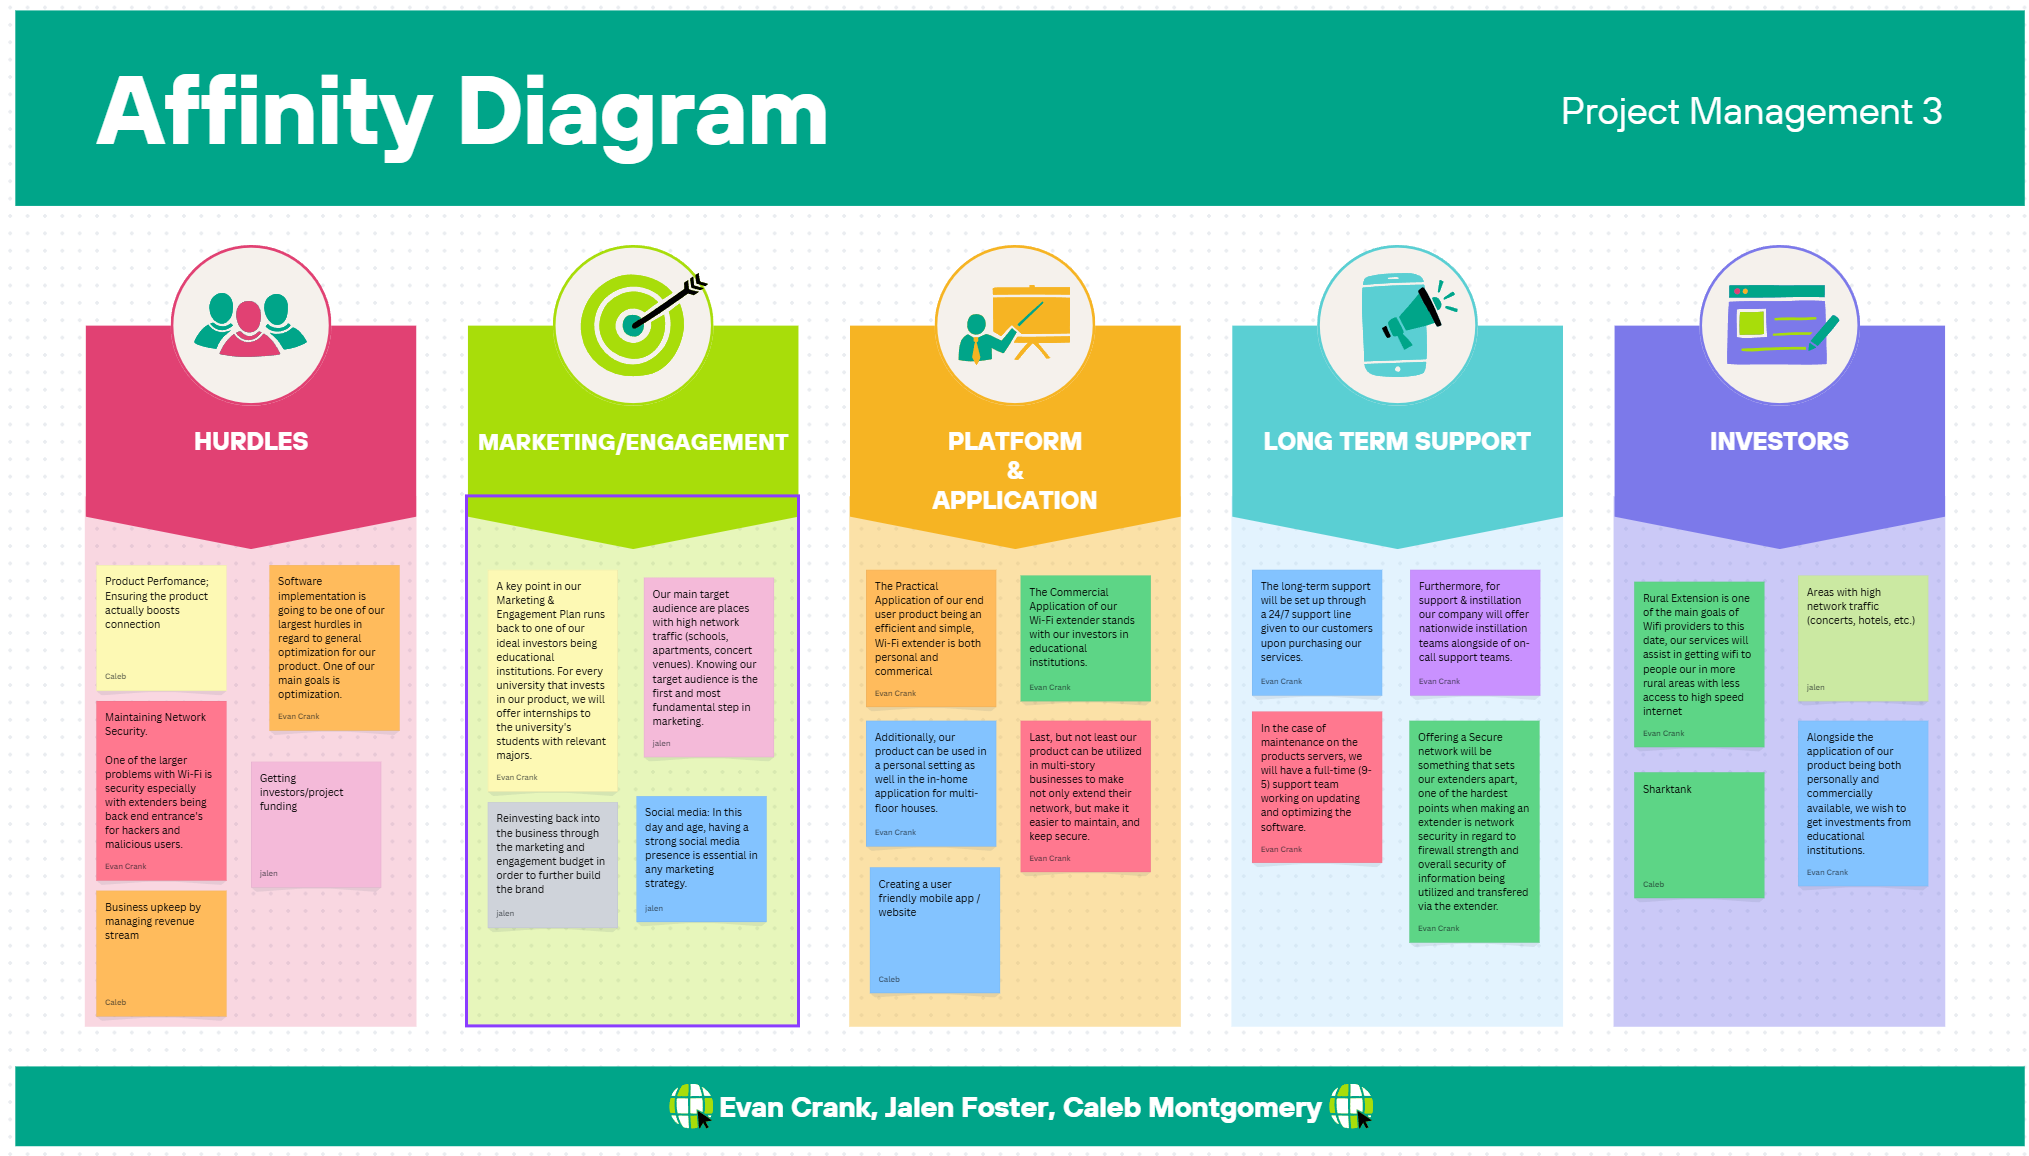 Affinity Diagram
Project Management 3
HURDLES
Product Perfomance;
Ensuring the product
actually boosts
connection
Caleb
Software
implementation is
going to be one of our
largest hurdles in
regard to general
optimization for our
product. One of our
main goals is
optimization.
Evan Crank
Maintaining Network
Security.
One of the larger
problems with Wi-Fi is
security especially
with extenders being
back end entrance's
for hackers and
malicious users.
Evan Crank
Getting
investors/project
funding
jalen
Business upkeep by
managing revenue
stream
Caleb
MARKETING/ENGAGEMENT
A key point in our
Marketing &
Engagement Plan runs
back to one of our
ideal investors being
educational
institutions. For every
university that invests
in our product, we will
offer internships to
the university's
students with relevant
majors.
Evan Crank
Our main target
audience are places
with high network
traffic (schools,
apartments, concert
venues). Knowing our
target audience is the
first and most
fundamental step in
marketing.
jalen
Reinvesting back into
the business through
the marketing and
engagement budget in
order to further build
the brand
jalen
Social media: In this
day and age, having a
strong social media
presence is essential in
any marketing
strategy.
jalen
PLATFORM
&
APPLICATION
The Practical
Application of our end
user product being an
efficient and simple,
Wi-Fi extender is both
personal and
commerical
Evan Crank
The Commercial
Application of our
Wi-Fi extender stands
with our investors in
educational
institutions.
Evan Crank
Additionally, our
product can be used in
a personal setting as
well in the in-home
application for multi-
floor houses.
Evan Crank
Last, but not least our
product can be utilized
in multi-story
businesses to make
not only extend their
network, but make it
easier to maintain, and
keep secure.
Evan Crank
Creating a user
friendly mobile app /
website
Caleb
LONG TERM SUPPORT
The long-term support
will be set up through
a 24/7 support line
given to our customers
upon purchasing our
services.
Evan Crank
Furthermore, for
support & instillation
our company will offer
nationwide instillation
teams alongside of on-
call support teams.
Evan Crank
In the case of
maintenance on the
products servers, we
will have a full-time (9-
5) support team
working on updating
and optimizing the
software.
Evan Crank
Offering a Secure
network will be
something that sets
our extenders apart,
one of the hardest
points when making an
extender is network
security in regard to
firewall strength and
overall security of
information being
utilized and transfered
via the extender.
Evan Crank
INVESTORS
Rural Extension is one
of the main goals of
Wifi providers to this
date, our services will
assist in getting wifi to
people our in more
rural areas with less
access to high speed
internet
Evan Crank
Areas with high
network traffic
(concerts, hotels, etc.)
jalen
Sharktank
Caleb
Alongside the
application of our
product being both
personally and
commercially
available, we wish to
get investments from
educational
institutions.
Evan Crank
Evan Crank, Jalen Foster, Caleb Montgomery